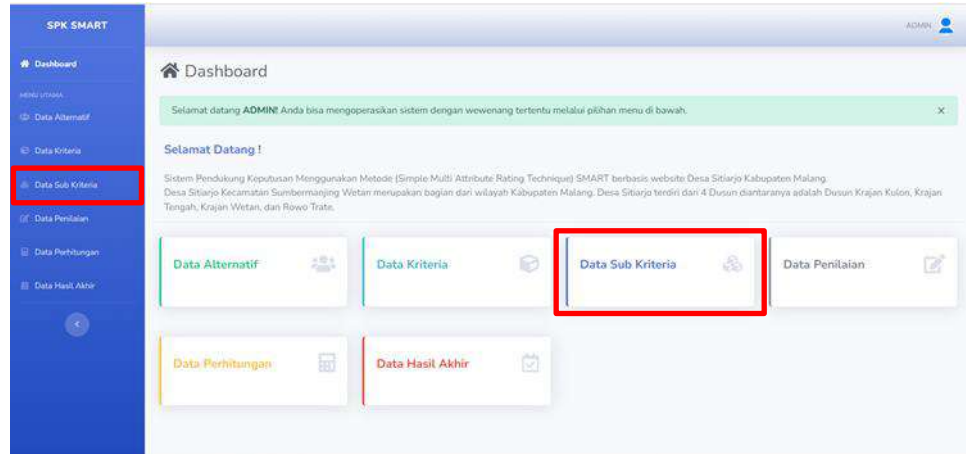 SPK SMART
ADMIN
Dashboard
Dashboard
MENU UTAMA
Data Alternatif
Data Kriteria
Data Sub Kriteria
Data Penilaian
Data Perhitungan
Data Hasil Akhir
Selamat datang ADMIN! Anda bisa mengoperasikan sistem dengan wewenang tertentu melalui pilihan menu di bawah.
Selamat Datang !
Sistem Pendukung Keputusan Menggunakan Metode (Simple Multi Attribute Rating Technique) SMART berbasis website Desa Sitiarjo Kabupaten Malang.
Desa Sitiarjo Kecamatan Sumbermanjing Wetan merupakan bagian dari wilayah Kabupaten Malang. Desa Sitiarjo terdiri dari 4 Dusun diantaranya adalah Dusun Krajan Kulon, Krajan
Tengah, Krajan Wetan, dan Rowo Trate.
Data Alternatif
Data Kriteria
Data Sub Kriteria
Data Penilaian
Data Perhitungan
Data Hasil Akhir